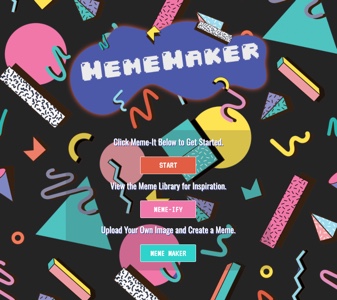 MEMEMAKER
Click Meme-It Below to Get Started.
START
View the Meme Library for Inspiration.
MEME-IFY
Upload Your Own Image and Create a Meme.
MEME MAKER